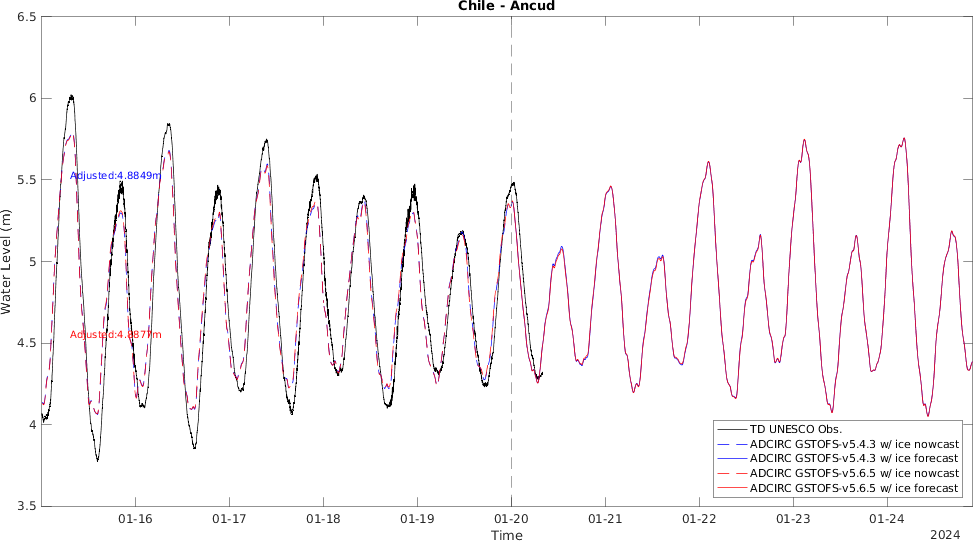 Chile - Ancud
6.5
6
5.5
5
4.5
4
3.5
Water Level (m)
Adjusted:4.8849m
Adjusted:4.8877m
TD UNESCO Obs.
ADCIRC GSTOFS-v5.4.3 w/ ice nowcast
ADCIRC GSTOFS-v5.4.3 w/ ice forecast
ADCIRC GSTOFS-v5.6.5 w/ ice nowcast
ADCIRC GSTOFS-v5.6.5 w/ ice forecast
01-16 01-17 01-18 01-19 01-20 01-21 01-22 01-23 01-24
Time
2024